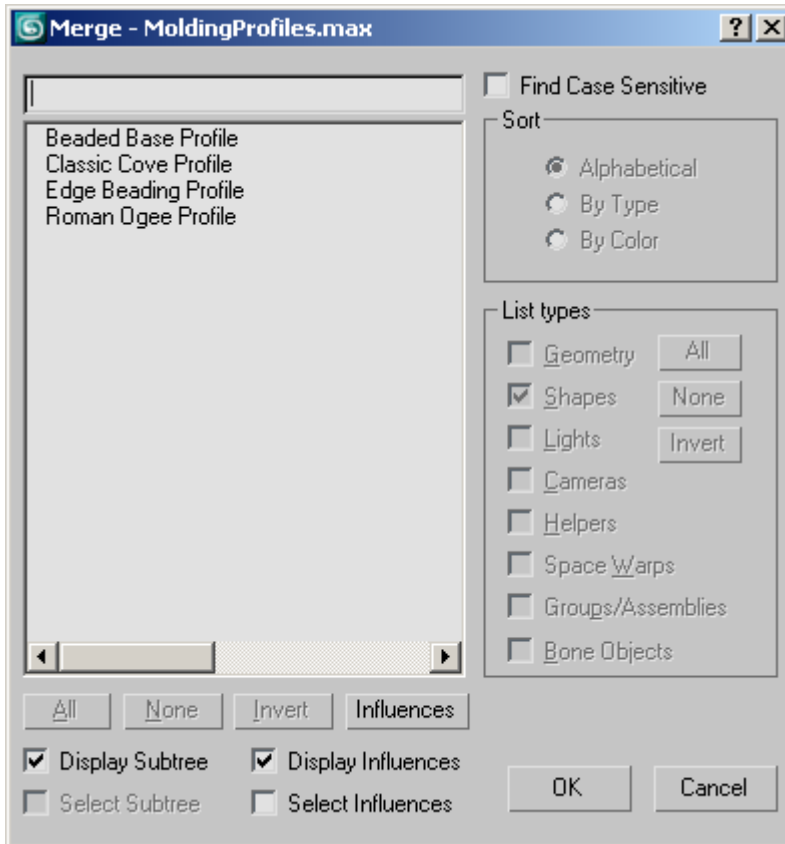 Merge - MoldingProfiles.max
Find Case Sensitive
Beaded Base Profile
Classic Cove Profile
Edge Beading Profile
Roman Ogee Profile
Sort
Alphabetical
By Type
By Color
List types
Geometry All
Shapes None
Lights Invert
Cameras
Helpers
Space Warps
Groups/Assemblies
Bone Objects
All None Invert Influences
Display Subtree Display Influences
Select Subtree Select Influences
OK Cancel